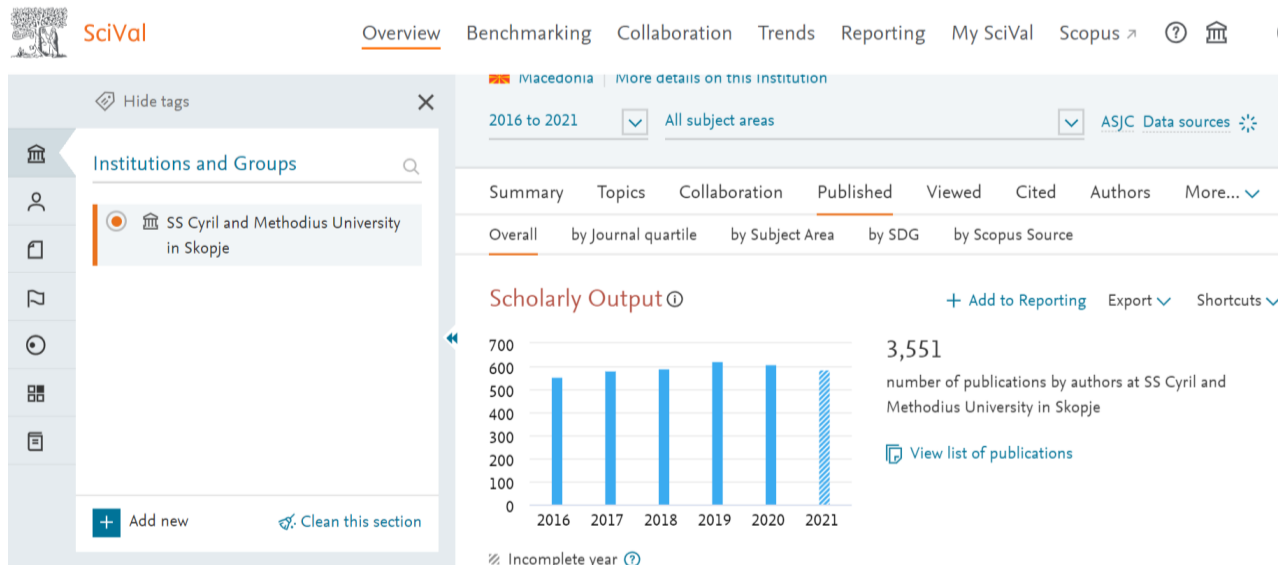 SciVal
Overview Benchmarking Collaboration Trends Reporting My SciVal Scopus
Hide tags
Institutions and Groups
SS Cyril and Methodius University
in Skopje
Add new Clean this section
Macedonia More details on this Institution
2016 to 2021 All subject areas ASJC Data sources
Summary Topics Collaboration Published Viewed Cited Authors More...
Overall by Journal quartile by Subject Area by SDG by Scopus Source
Scholarly Output
+ Add to Reporting Export Shortcuts
700
600
500
400
300
200
100
0
2016 2017 2018 2019 2020 2021
Incomplete year
3,551
number of publications by authors at SS Cyril and
Methodius University in Skopje
View list of publications